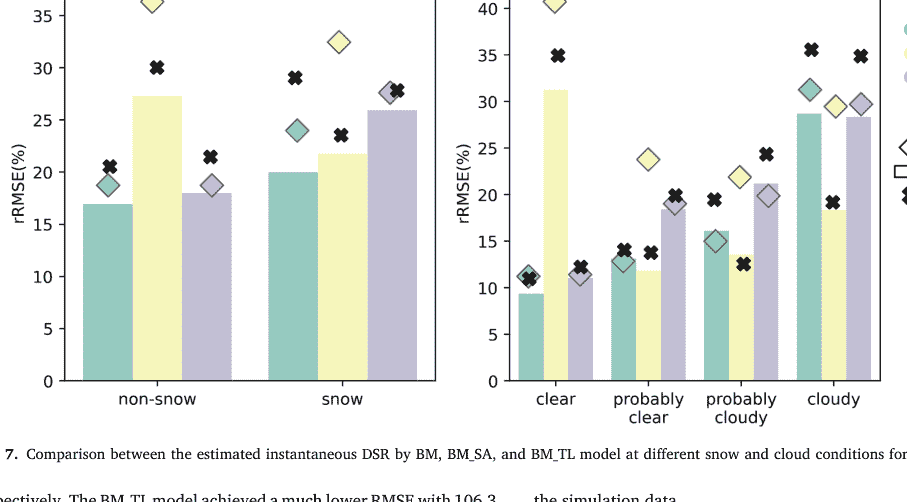 35
30
25
20
15
10
5
0
rRMSE(%)
non-snow
snow
40
35
30
25
20
15
10
5
0
rRMSE(%)
clear
probably
clear
probably
cloudy
cloudy
7. Comparison between the estimated instantaneous DSR by BM, BM_SA, and BM_TL model at different snow and cloud conditions for
pectively. The BM_TL model achieved a much lower RMSE with 106.3
the simulation data